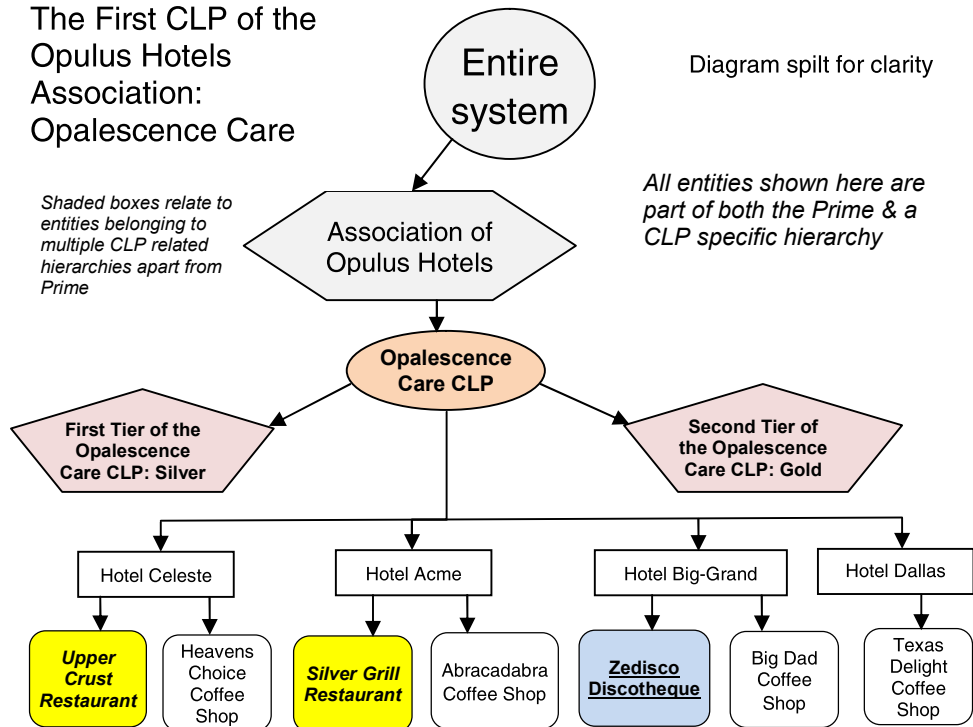 The First CLP of the
Opulus Hotels
Association:
Opalescence Care
Entire
system
Diagram spilt for clarity
Shaded boxes relate to
entities belonging to
multiple CLP related
hierarchies apart from
Prime
All entities shown here are
part of both the Prime & a
CLP specific hierarchy
Association of
Opulus Hotels
Opalescence
Care CLP
First Tier of the
Opalescence
Care CLP: Silver
Second Tier of
the Opalescence
Care CLP: Gold
Hotel Celeste
Hotel Acme
Hotel Big-Grand
Hotel Dallas
Upper
Crust
Restaurant
Heavens
Choice
Coffee
Shop
Silver Grill
Restaurant
Abracadabra
Coffee Shop
Zedisco
Discotheque
Big Dad
Coffee
Shop
Texas
Delight
Coffee
Shop